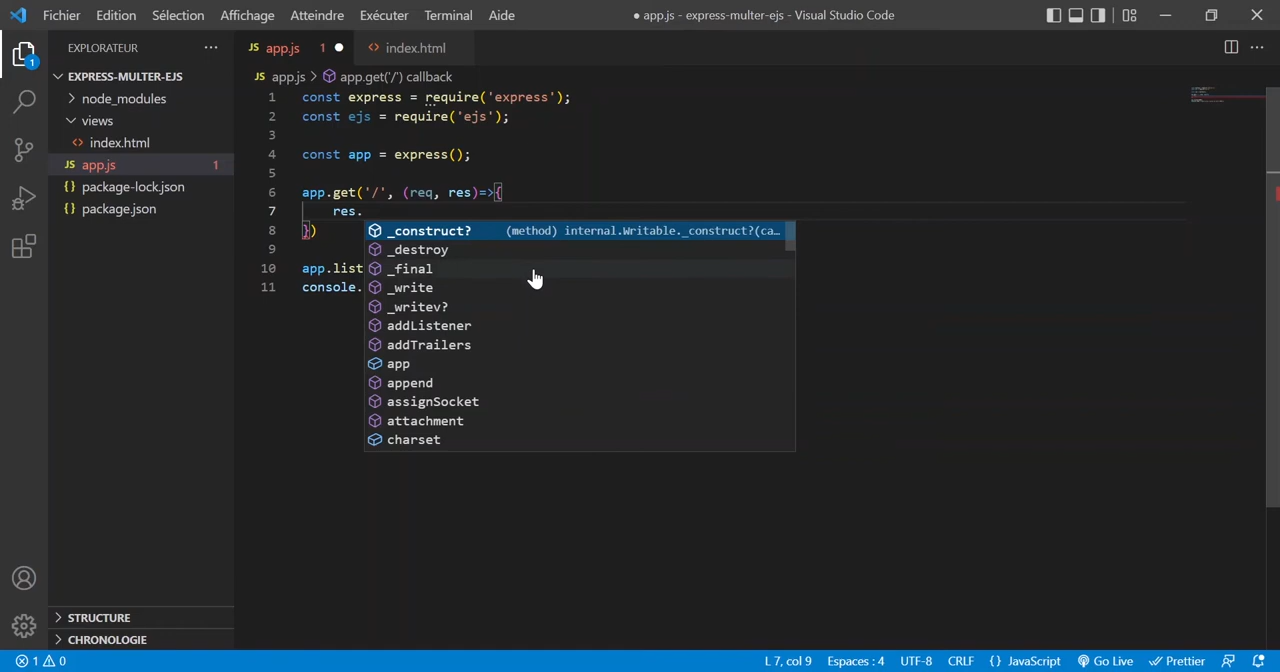 Fichier Edition Sélection Affichage Atteindre Exécuter Terminal Aide
● app.js - express-multer-ejs - Visual Studio Code
EXPLORATEUR
JS app.js 1
<> index.html
1
EXPRESS-MULTER-EJS
node_modules
views
<> index.html
JS app.js 1
{} package-lock.json
{} package.json
STRUCTURE
CHRONOLOGIE
JS app.js > app.get('/') callback
1 const express = require('express');
2 const ejs = require('ejs');
3
4 const app = express();
5
6 app.get('/', (req, res)=>{
7 res.
8 })
9
10 app.list
11 console.
_construct? (method) internal.Writable._construct?(ca…
_destroy
_final
_write
_writev?
addListener
addTrailers
app
append
assignSocket
attachment
charset
1 0
L 7, col 9 Espaces : 4 UTF-8 CRLF {} JavaScript Go Live Prettier